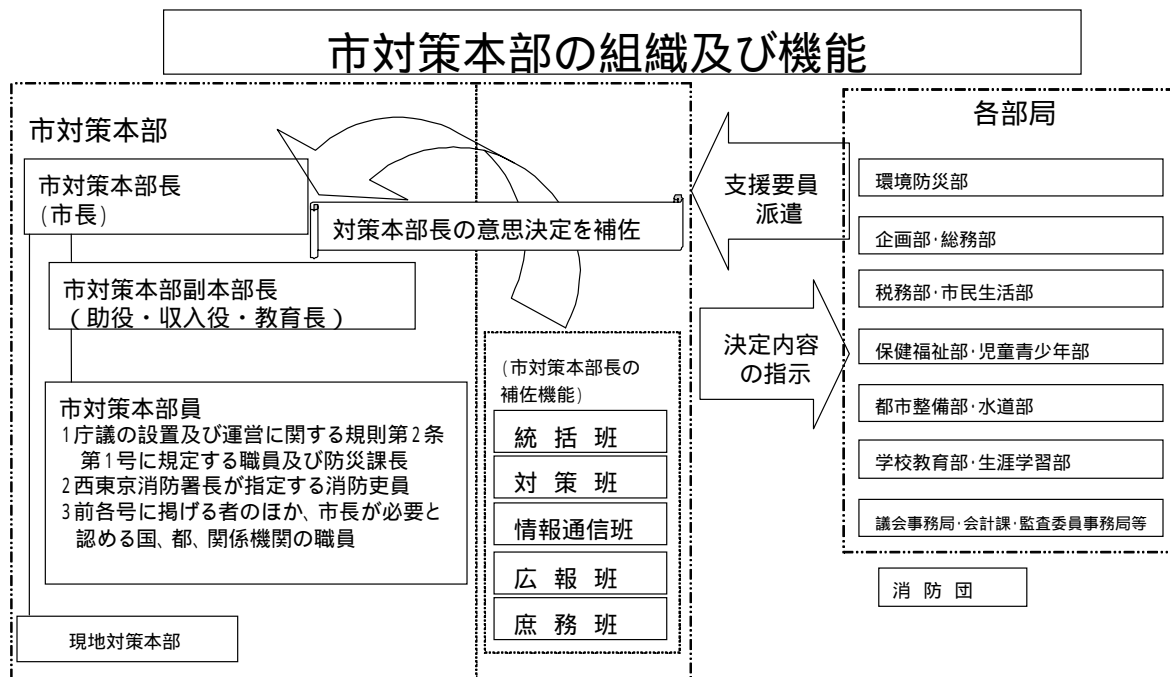 市対策本部の組織及び機能
市対策本部
市対策本部長
(市長)
対策本部長の意思決定を補佐
市対策本部副本部長
(助役・収入役・教育長)
市対策本部員
1庁議の設置及び運営に関する規則第2条
第1号に規定する職員及び防災課長
2西東京消防署長が指定する消防吏員
3前各号に掲げる者のほか、市長が必要と
認める国、都、関係機関の職員
現地対策本部
(市対策本部長の
補佐機能)
統括班
対策班
情報通信班
広報班
庶務班
支援要員
派遣
決定内容
の指示
各部局
環境防災部
企画部・総務部
税務部・市民生活部
保健福祉部・児童青少年部
都市整備部・水道部
学校教育部・生涯学習部
議会事務局・会計課・監査委員事務局等
消防団